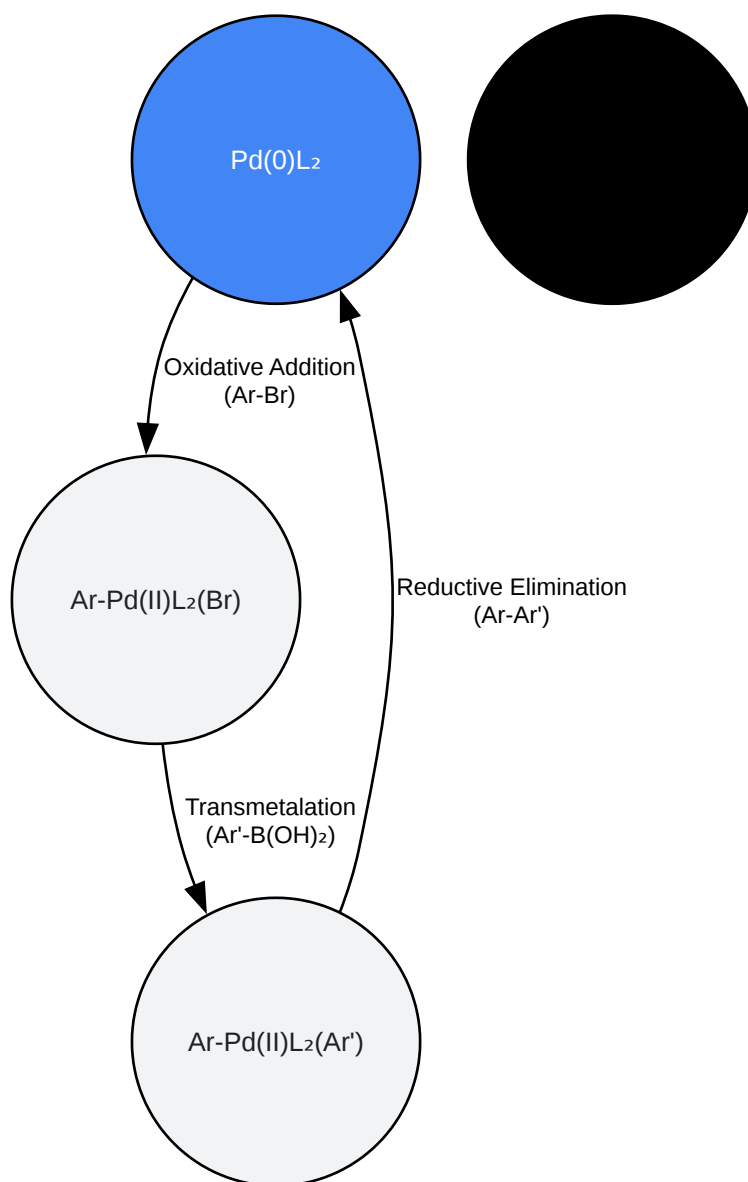 Pd(0)L₂
Oxidative Addition
(Ar-Br)
Ar-Pd(II)L₂(Br)
Reductive Elimination
(Ar-Ar')
Transmetalation
(Ar'-B(OH)₂)
Ar-Pd(II)L₂(Ar')